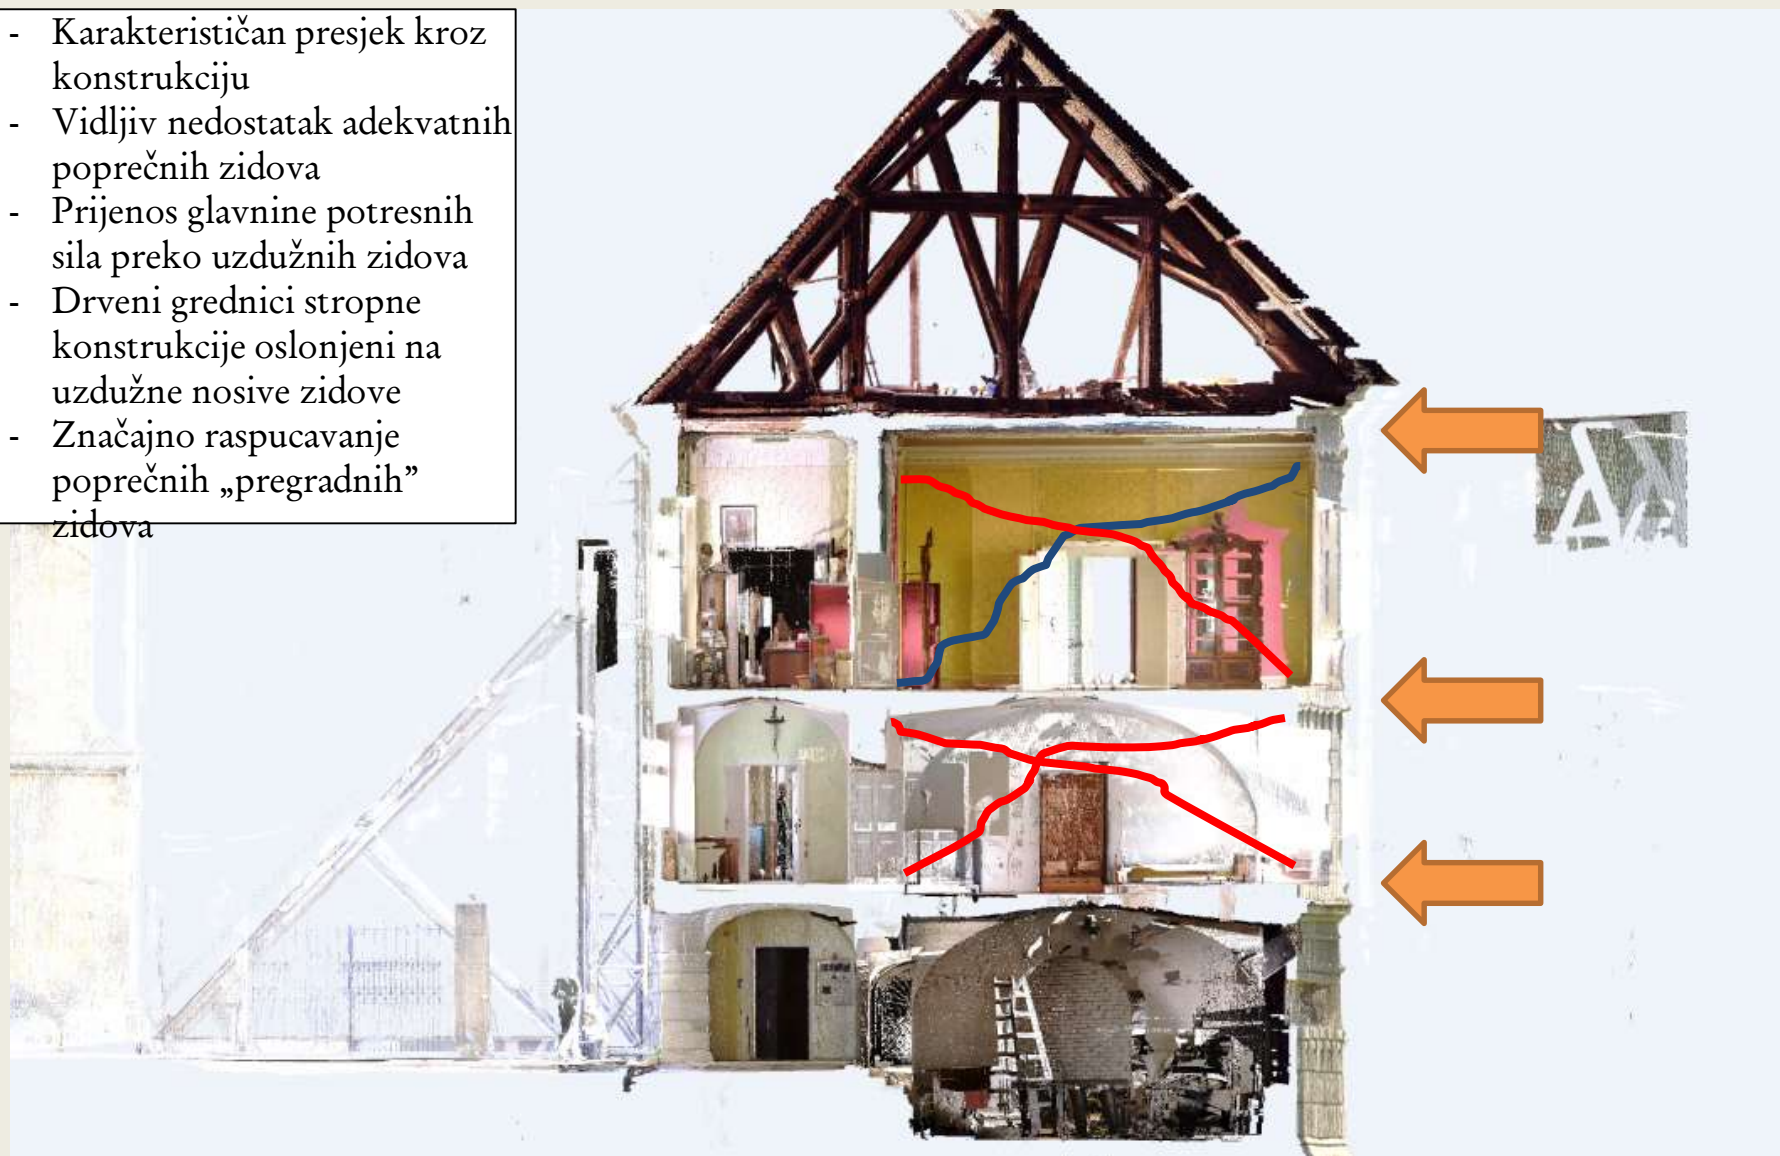 - Karakterističan presjek kroz
konstrukciju
- Vidljiv nedostatak adekvatnih
poprečnih zidova
- Prijenos glavnine potresnih
sila preko uzdužnih zidova
- Drveni grednici stropne
konstrukcije oslonjeni na
uzdužne nosive zidove
- Značajno raspucavanje
poprečnih „pregradnih”
zidova